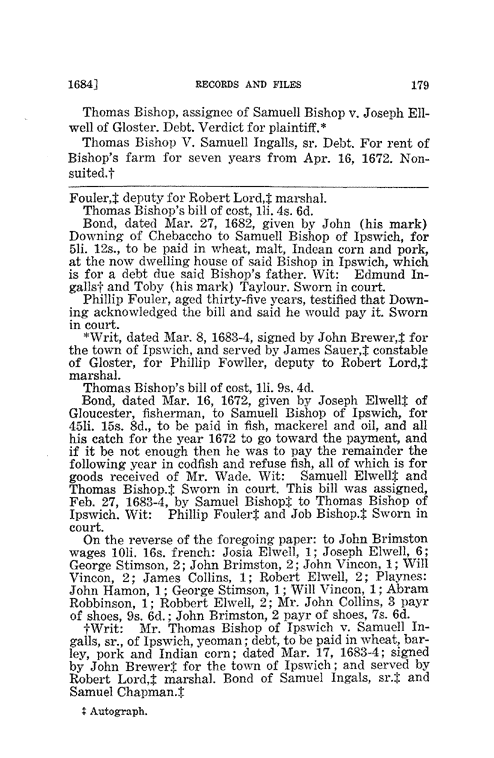 1684]                RECORDS AND FILES                179
Thomas Bishop, assignee of Samuell Bishop v. Joseph Ell-
well of Gloster. Debt. Verdict for plaintiff.*
Thomas Bishop V. Samuell Ingalls, sr. Debt. For rent of
Bishop's farm for seven years from Apr. 16, 1672. Non-
suited.†
Fouler,‡ deputy for Robert Lord,‡ marshal.
Thomas Bishop's bill of cost, 1li. 4s. 6d.
Bond, dated Mar. 27, 1682, given by John (his mark)
Downing of Chebaccho to Samuell Bishop of Ipswich, for
5li. 12s., to be paid in wheat, malt, Indean corn and pork,
at the now dwelling house of said Bishop in Ipswich, which
is for a debt due said Bishop's father. Wit: Edmund In-
galls† and Toby (his mark) Taylour. Sworn in court.
Phillip Fouler, aged thirty-five years, testified that Down-
ing acknowledged the bill and said he would pay it. Sworn
in court.
*Writ, dated Mar. 8, 1683-4, signed by John Brewer,‡ for
the town of Ipswich, and served by James Sauer,‡ constable
of Gloster, for Phillip Fowller, deputy to Robert Lord,‡
marshal.
Thomas Bishop's bill of cost, 1li. 9s. 4d.
Bond, dated Mar. 16, 1672, given by Joseph Elwell‡ of
Gloucester, fisherman, to Samuell Bishop of Ipswich, for
45li. 15s. 8d., to be paid in fish, mackerel and oil, and all
his catch for the year 1672 to go toward the payment, and
if it be not enough then he was to pay the remainder the
following year in codfish and refuse fish, all of which is for
goods received of Mr. Wade. Wit: Samuell Elwell‡ and
Thomas Bishop.‡ Sworn in court. This bill was assigned,
Feb. 27, 1683-4, by Samuel Bishop‡ to Thomas Bishop of
Ipswich. Wit: Phillip Fouler‡ and Job Bishop.‡ Sworn in
court.
On the reverse of the foregoing paper: to John Brimston
wages 10li. 16s. french: Josia Elwell, 1; Joseph Elwell, 6;
George Stimson, 2; John Brimston, 2; John Vincon, 1; Will
Vincon, 2; James Collins, 1; Robert Elwell, 2; Playnes:
John Hamon, 1; George Stimson, 1; Will Vincon, 1; Abram
Robbinson, 1; Robbert Elwell, 2; Mr. John Collins, 3 payr
of shoes, 9s. 6d.; John Brimston, 2 payr of shoes, 7s. 6d.
†Writ: Mr. Thomas Bishop of Ipswich v. Samuell In-
galls, sr., of Ipswich, yeoman; debt, to be paid in wheat, bar-
ley, pork and Indian corn; dated Mar. 17, 1683-4; signed
by John Brewer‡ for the town of Ipswich; and served by
Robert Lord,‡ marshal. Bond of Samuel Ingals, sr.‡ and
Samuel Chapman.‡
‡ Autograph.